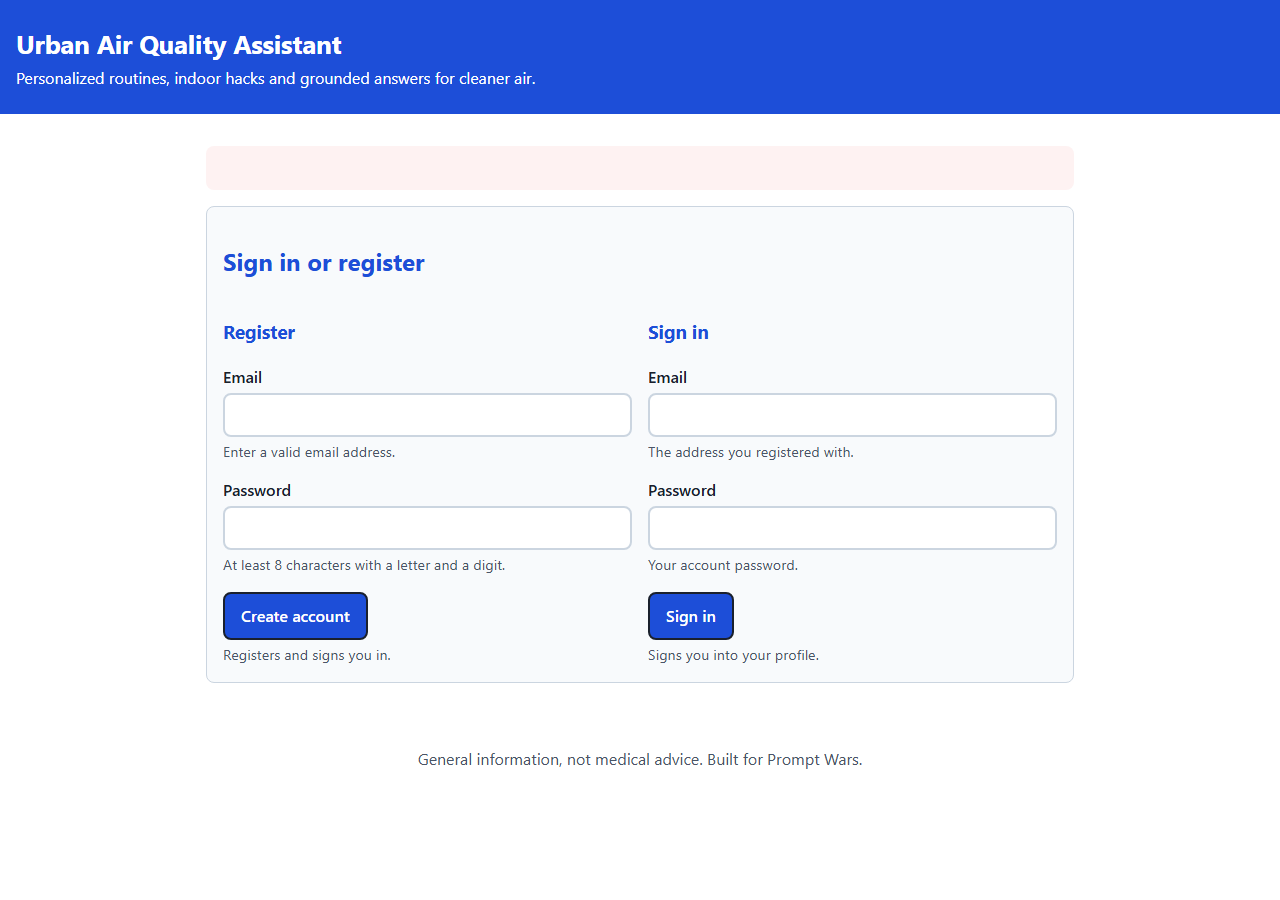 Urban Air Quality Assistant
Personalized routines, indoor hacks and grounded answers for cleaner air.
Sign in or register
Register
Email
Enter a valid email address.
Password
At least 8 characters with a letter and a digit.
Create account
Registers and signs you in.
Sign in
Email
The address you registered with.
Password
Your account password.
Sign in
Signs you into your profile.
General information, not medical advice. Built for Prompt Wars.